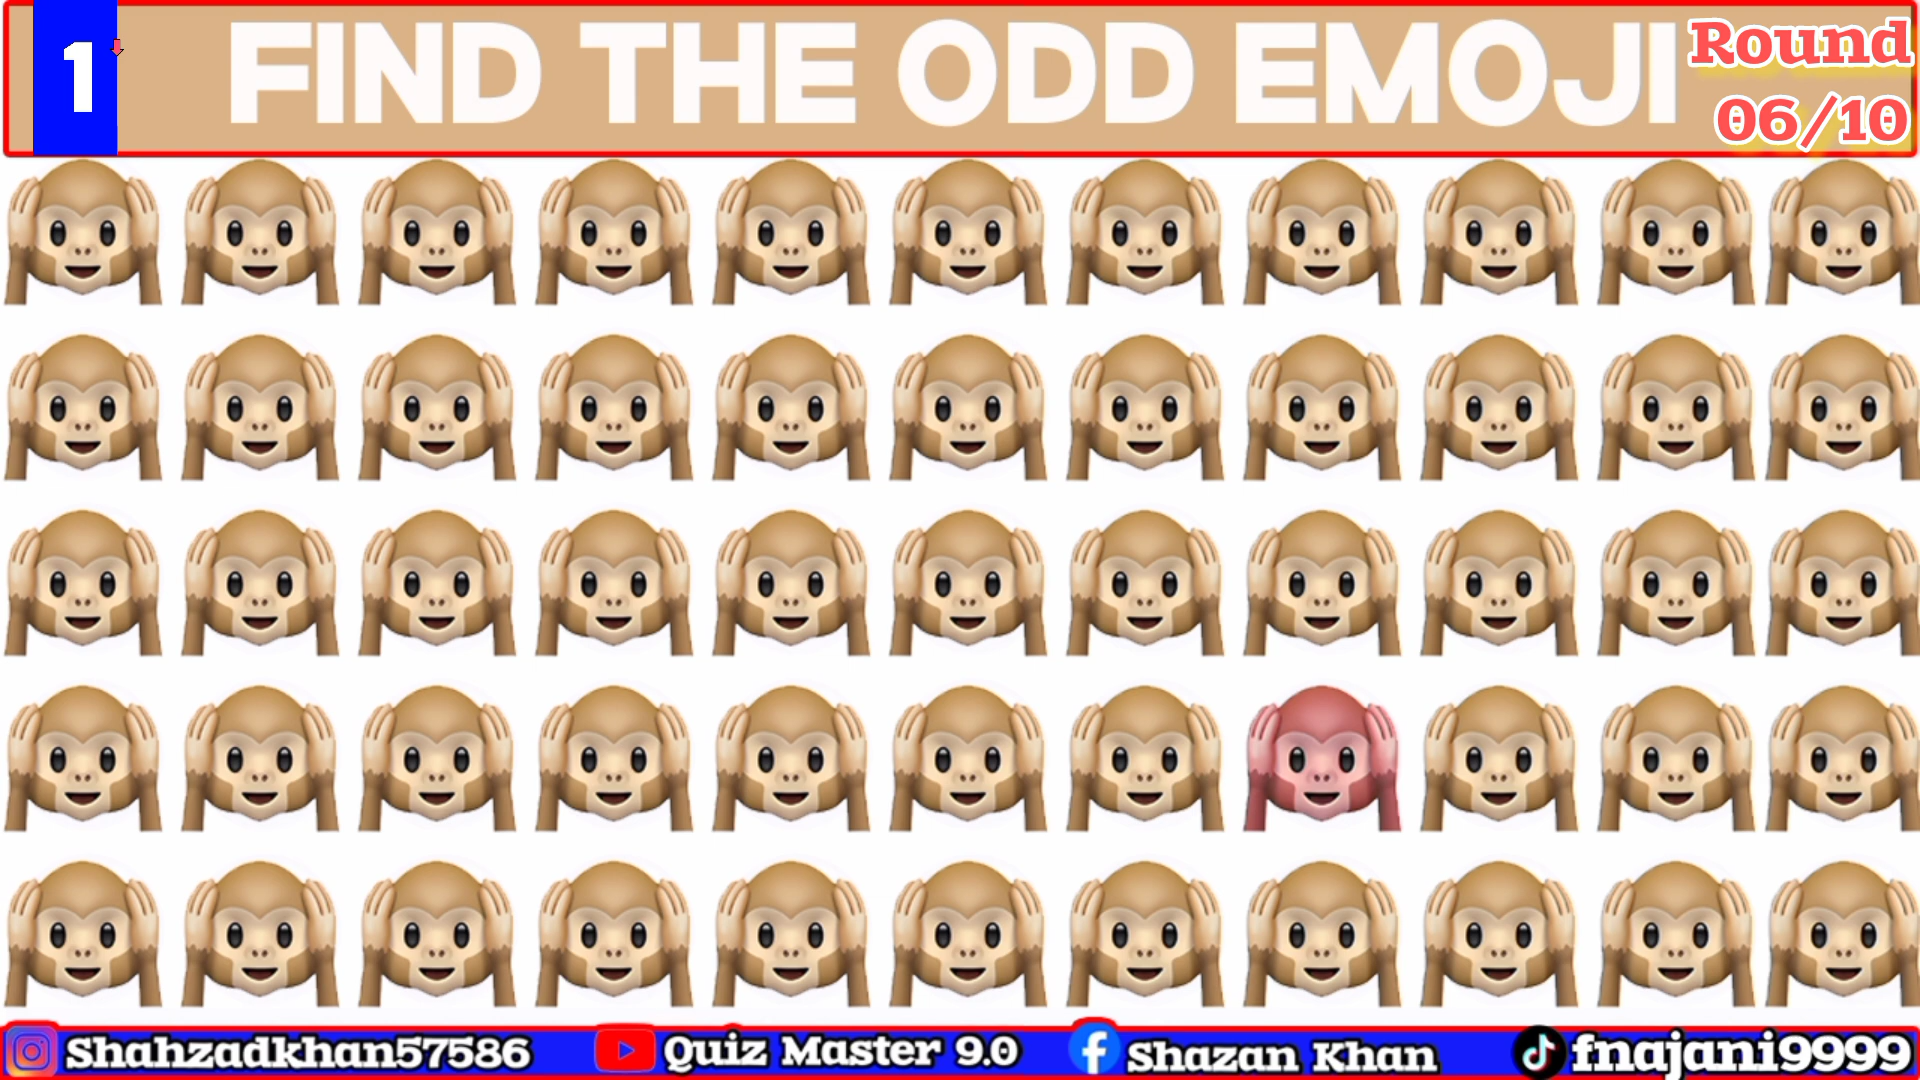 1
FIND THE ODD EMOJI
Round
06/10
Shahzadkhan57586
Quiz Master 9.0
Shazan Khan
fnajani9999